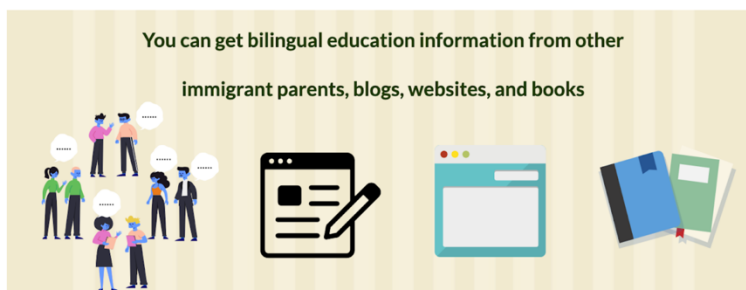 You can get bilingual education information from other
immigrant parents, blogs, websites, and books
......
......
......
......
......